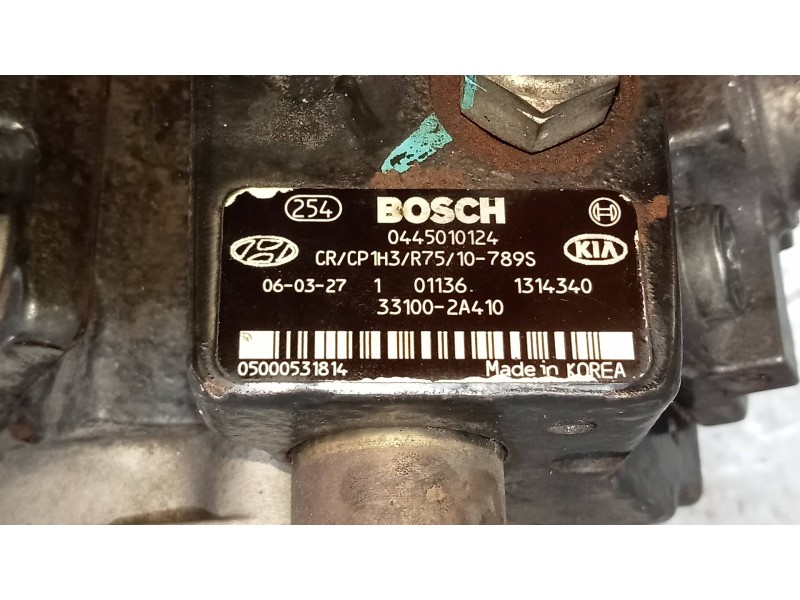 254 BOSCH
0445010124
CR/CP1H3/R75/10-789S
KIA
06-03-27 1 01136. 1314340
33100-2A410
05000531814 Made in KOREA